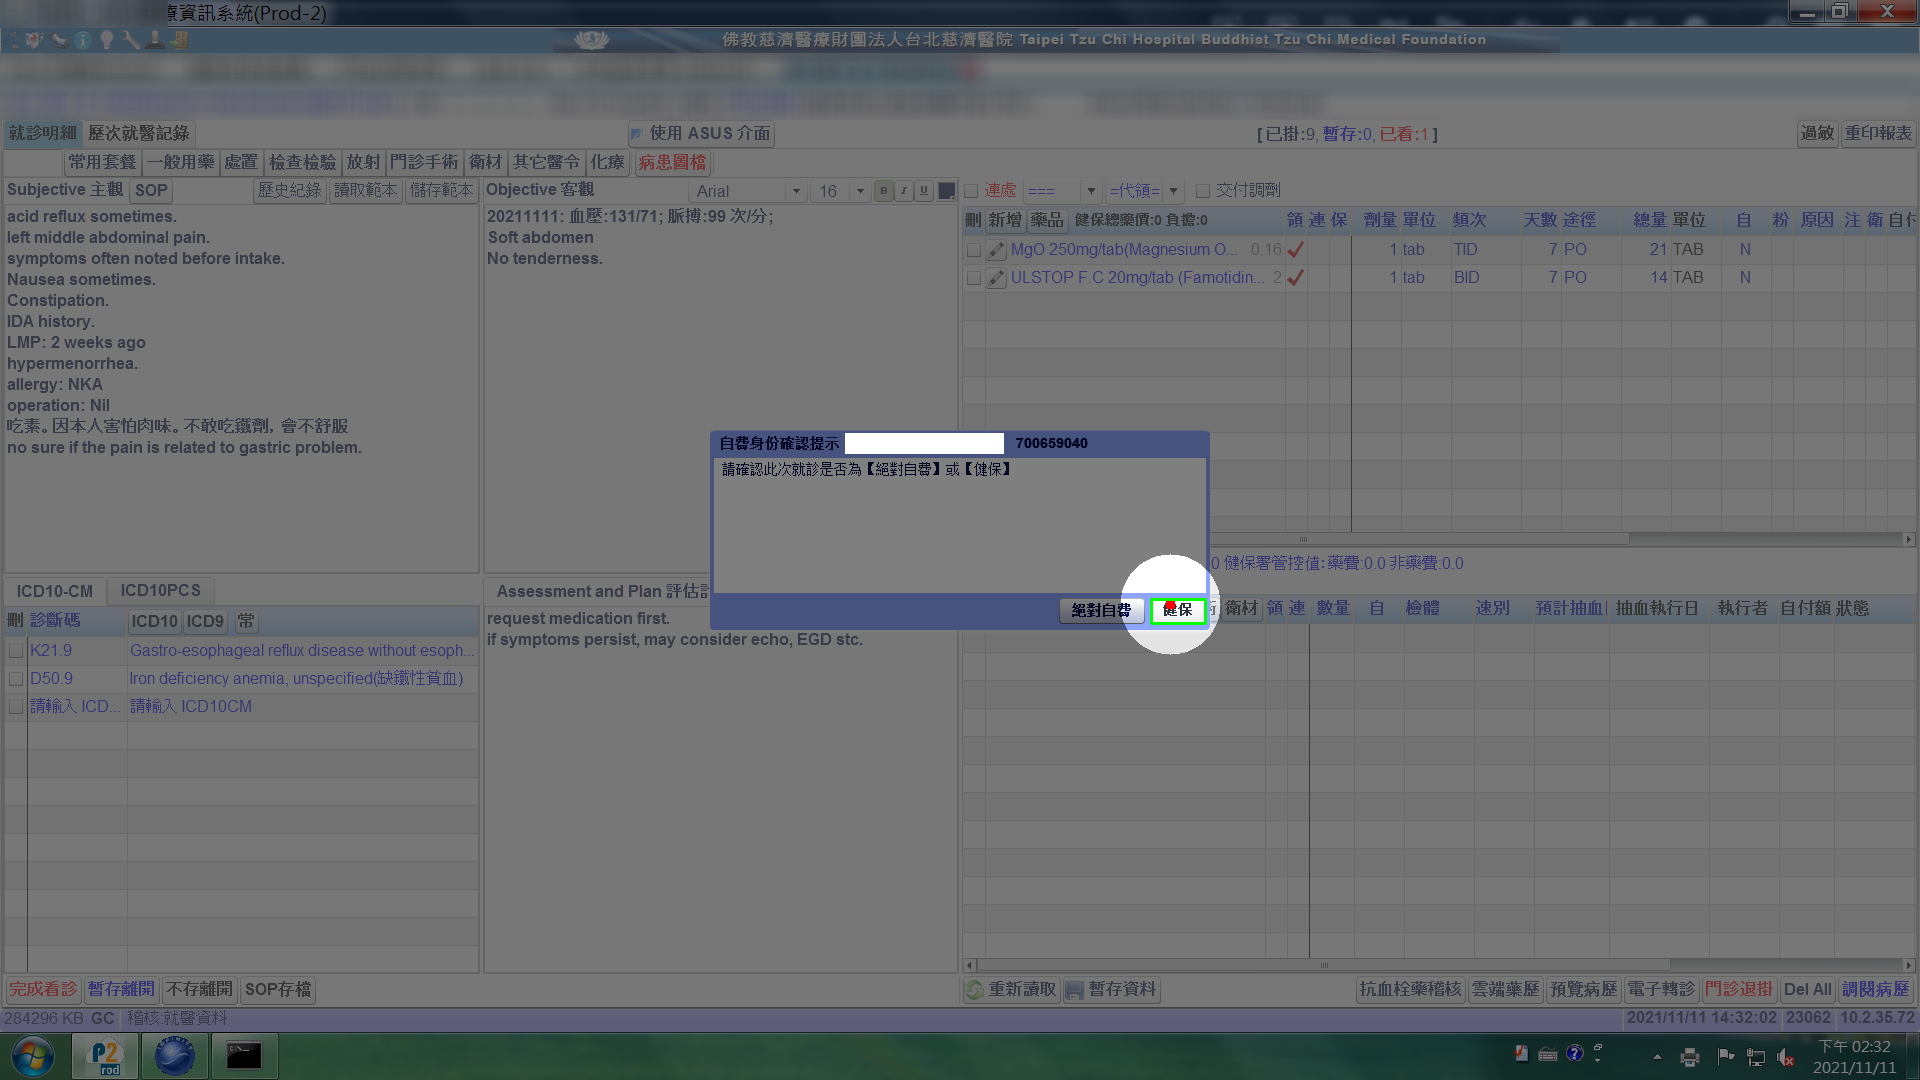 療資訊系統(Prod-2)
佛教慈濟醫療財團法人台北慈濟醫院 Taipei Tzu Chi Hospital Buddhist Tzu Chi Medical Foundation
就診明細 歷次就醫記錄 使用 ASUS 介面 [ 已掛:9, 暫存:0, 已看:1 ] 過敏 重印報表
常用套餐 一般用藥 處置 檢查檢驗 放射 門診手術 衛材 其它醫令 化療 病患圖檔
Subjective 主觀 SOP 歷史紀錄 讀取範本 儲存範本
acid reflux sometimes.
left middle abdominal pain.
symptoms often noted before intake.
Nausea sometimes.
Constipation.
IDA history.
LMP: 2 weeks ago
hypermenorrhea.
allergy: NKA
operation: Nil
吃素。因本人害怕肉味。不敢吃鐵劑，會不舒服
no sure if the pain is related to gastric problem.
Objective 客觀 Arial 16 B I U
20211111: 血壓:131/71; 脈搏:99 次/分;
Soft abdomen
No tenderness.
連處 === =代領= 交付調劑
刪 新增 藥品 健保總藥價:0 負擔:0 領 連 保 劑量 單位 頻次 天數 途徑 總量 單位 自 粉 原因 注 衛 自付
MgO 250mg/tab(Magnesium O... 0.16 1 tab TID 7 PO 21 TAB N
ULSTOP F.C 20mg/tab (Famotidin... 2 1 tab BID 7 PO 14 TAB N
自費身份確認提示 700659040
請確認此次就診是否為【絕對自費】或【健保】
絕對自費 健保
0 健保署管控值: 藥費:0.0 非藥費:0.0
ICD10-CM ICD10PCS
刪 診斷碼 ICD10 ICD9 常
K21.9 Gastro-esophageal reflux disease without esoph...
D50.9 Iron deficiency anemia, unspecified(缺鐵性貧血)
請輸入 ICD... 請輸入 ICD10CM
Assessment and Plan 評估計
request medication first.
if symptoms persist, may consider echo, EGD stc.
衛材 領 連 數量 自 檢體 速別 預計抽血 抽血執行日 執行者 自付額 狀態
完成看診 暫存離開 不存離開 SOP存檔 重新讀取 暫存資料 抗血栓藥稽核 雲端藥歷 預覽病歷 電子轉診 門診退掛 Del All 調閱病歷
284296 KB GC 稽核:就醫資料 2021/11/11 14:32:02 23062 10.2.35.72
P2 rod INFINITY 下午 02:32
2021/11/11